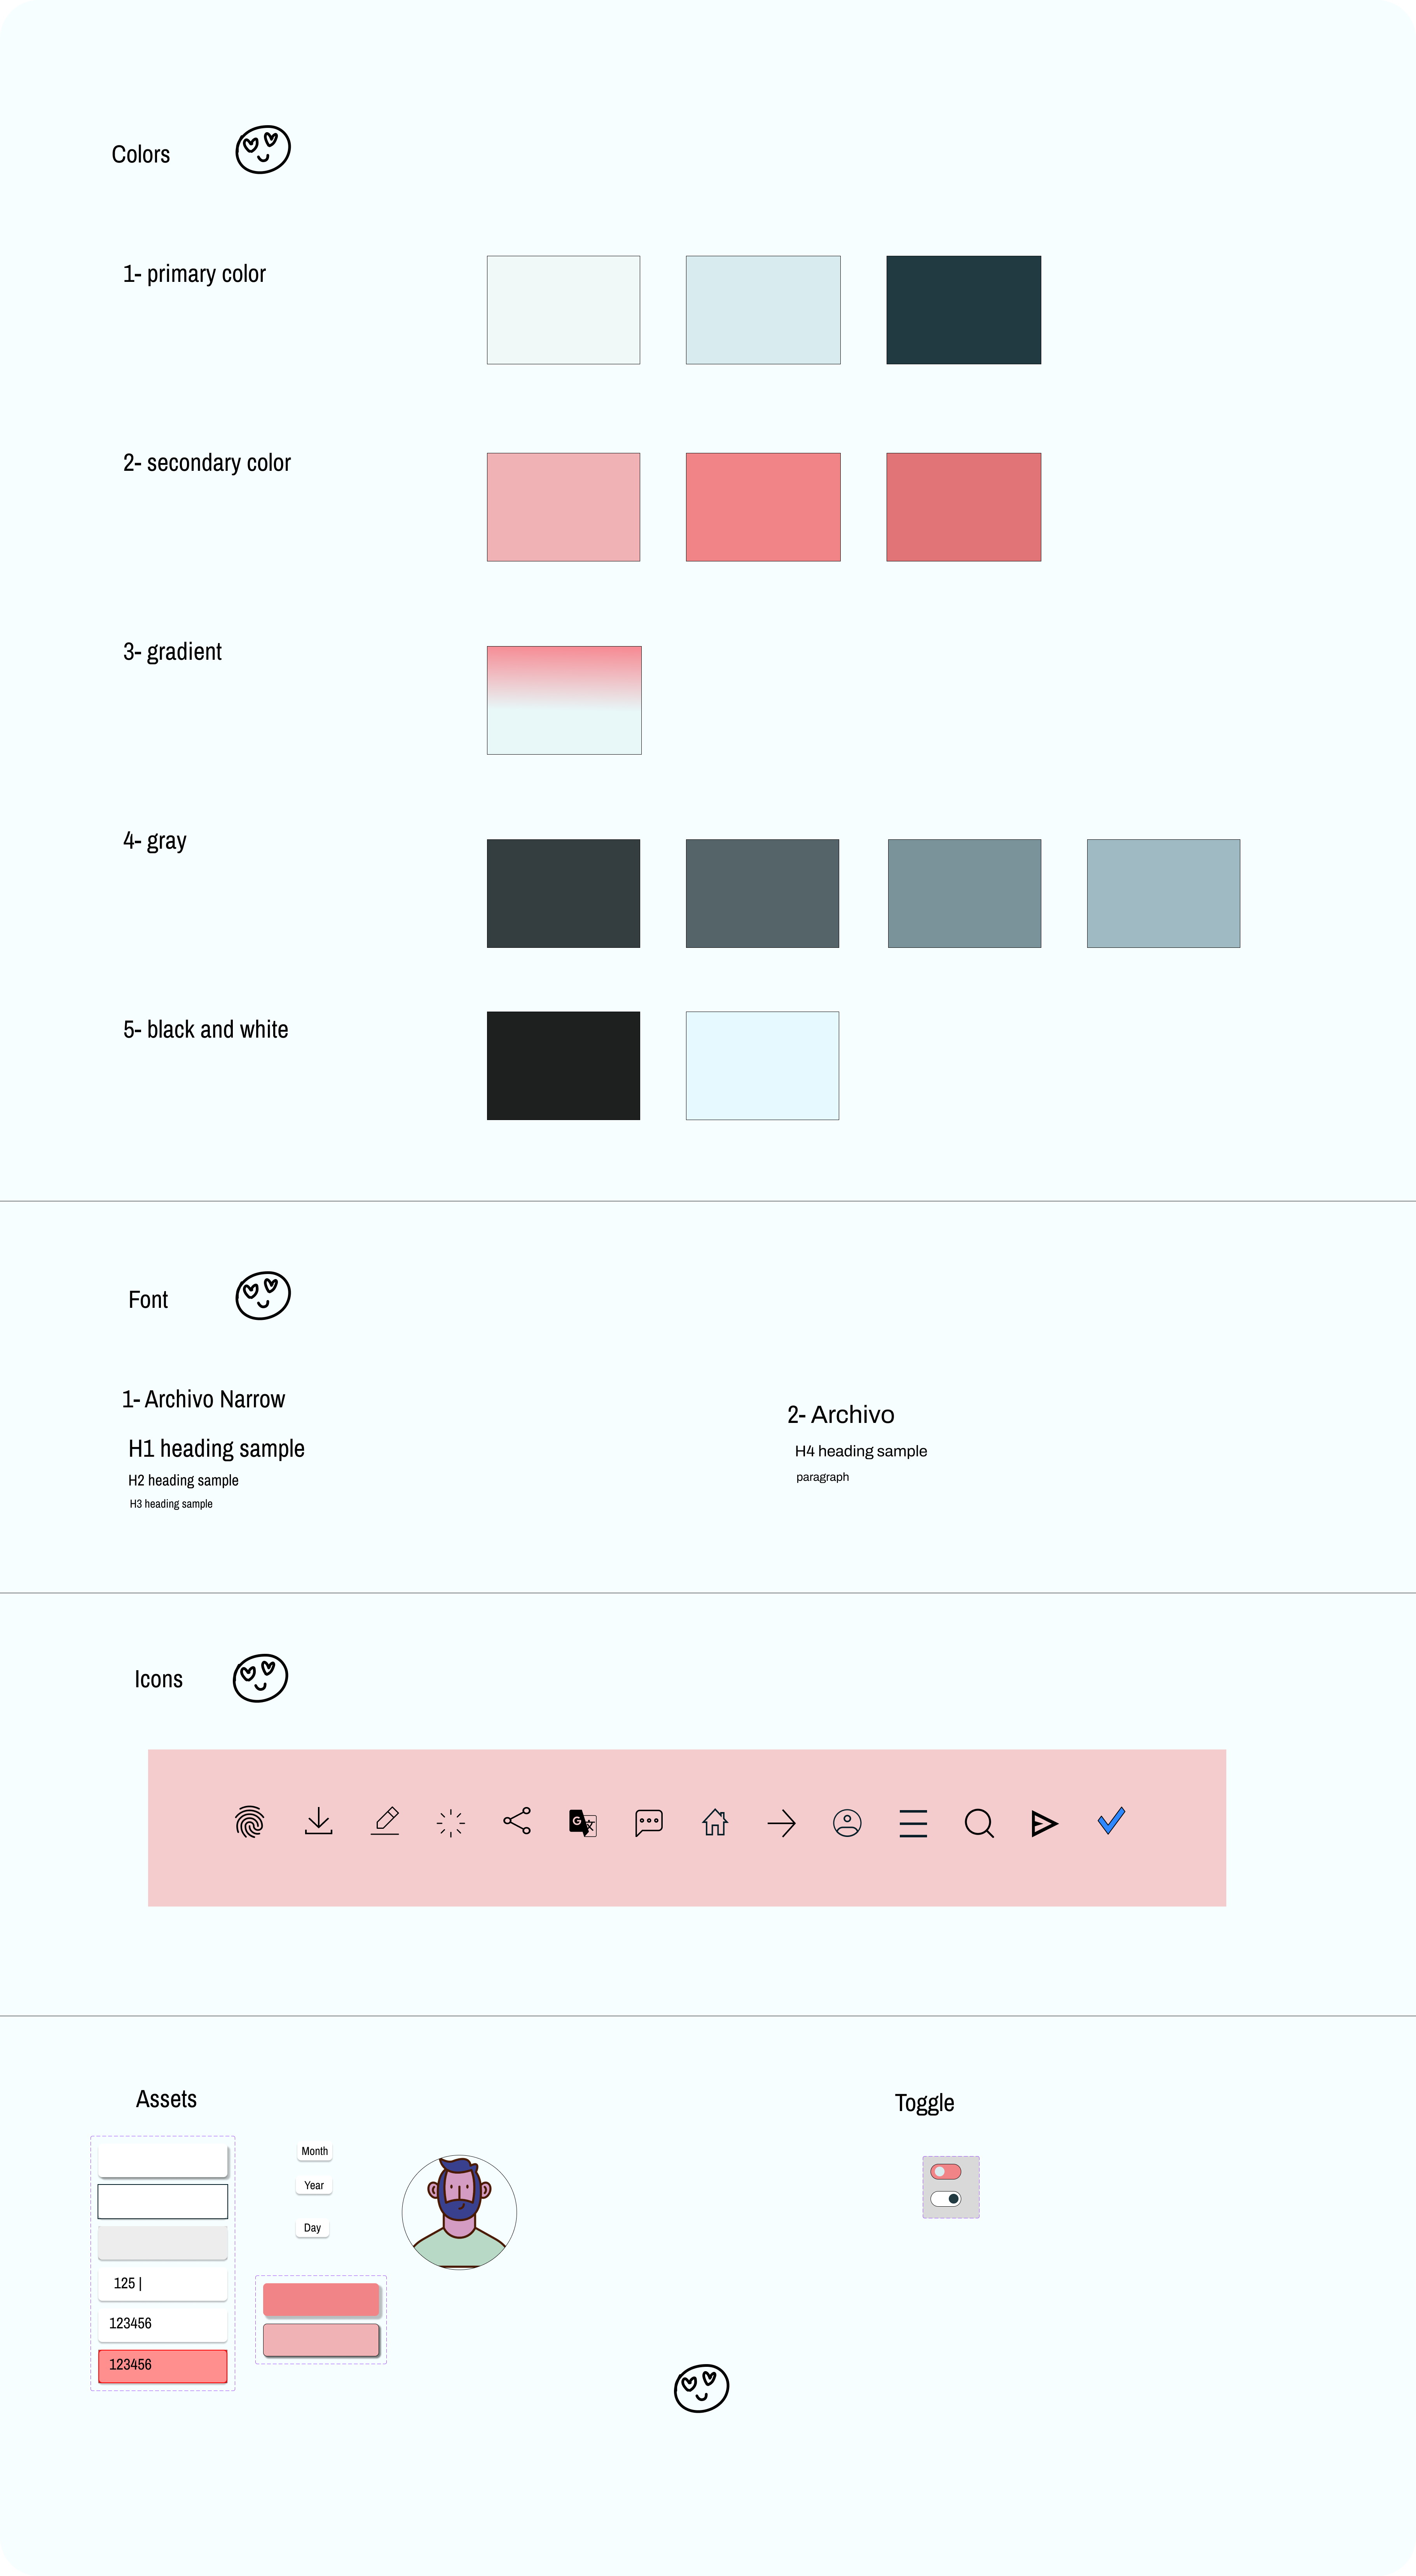 Colors
1- primary color
2- secondary color
3- gradient
4- gray
5- black and white
Font
1- Archivo Narrow
H1 heading sample
H2 heading sample
H3 heading sample
2- Archivo
H4 heading sample
paragraph
Icons
G 文
Assets
125 |
123456
123456
Month
Year
Day
Toggle